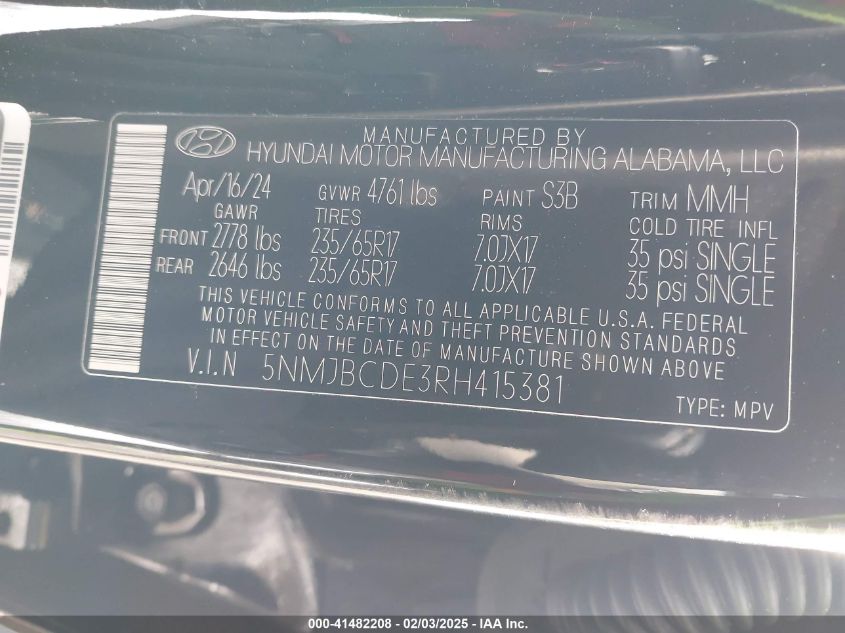 MANUFACTURED BY
HYUNDAI MOTOR MANUFACTURING ALABAMA, LLC
Apr/16/24 GVWR 4761 lbs PAINT S3B TRIM MMH
GAWR TIRES RIMS COLD TIRE INFL
FRONT 2778 lbs 235/65R17 7.0JX17 35 psi SINGLE
REAR 2646 lbs 235/65R17 7.0JX17 35 psi SINGLE
THIS VEHICLE CONFORMS TO ALL APPLICABLE U.S.A. FEDERAL
MOTOR VEHICLE SAFETY AND THEFT PREVENTION STANDARDS
IN EFFECT ON THE DATE OF MANUFACTURE SHOWN ABOVE
V.I.N 5NMJBCDE3RH415381
TYPE: MPV
000-41482208 - 02/03/2025 - IAA Inc.